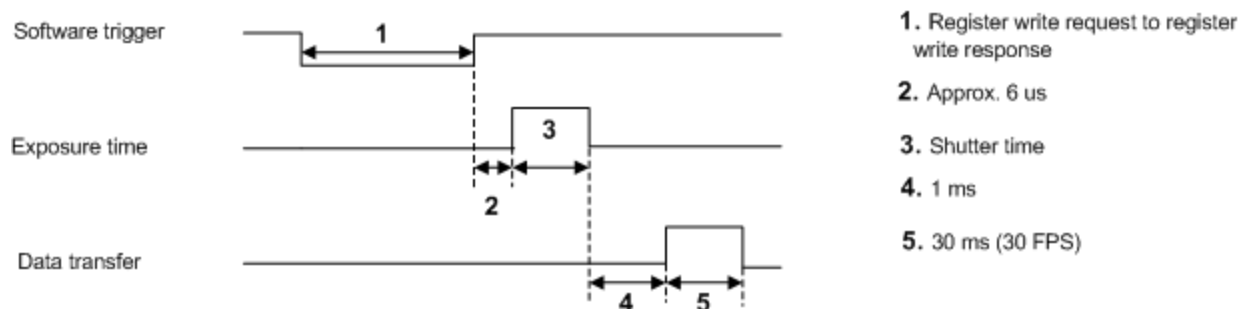 Software trigger
1
1. Register write request to register
write response
2. Approx. 6 us
Exposure time
3
3. Shutter time
2
4. 1 ms
Data transfer
5. 30 ms (30 FPS)
4
5